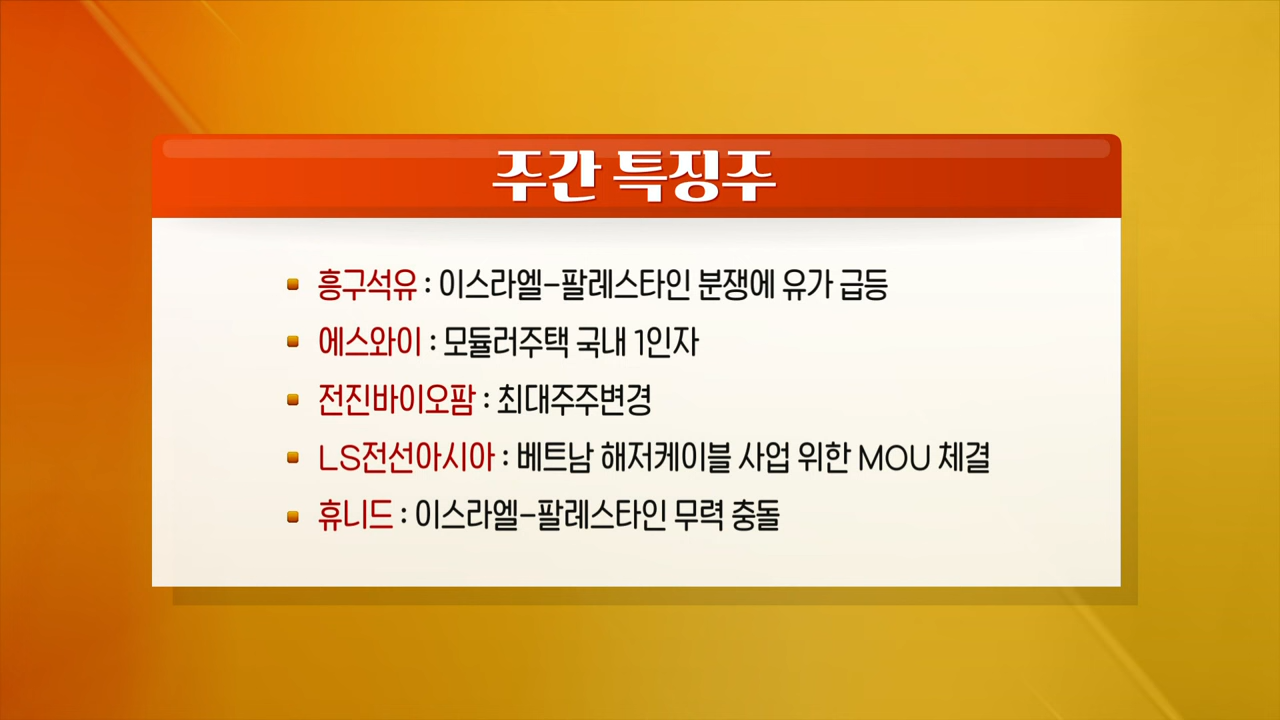 주간 특징주
흥구석유 : 이스라엘-팔레스타인 분쟁에 유가 급등
에스와이 : 모듈러주택 국내 1인자
전진바이오팜 : 최대주주변경
LS전선아시아 : 베트남 해저케이블 사업 위한 MOU 체결
휴니드 : 이스라엘-팔레스타인 무력 충돌